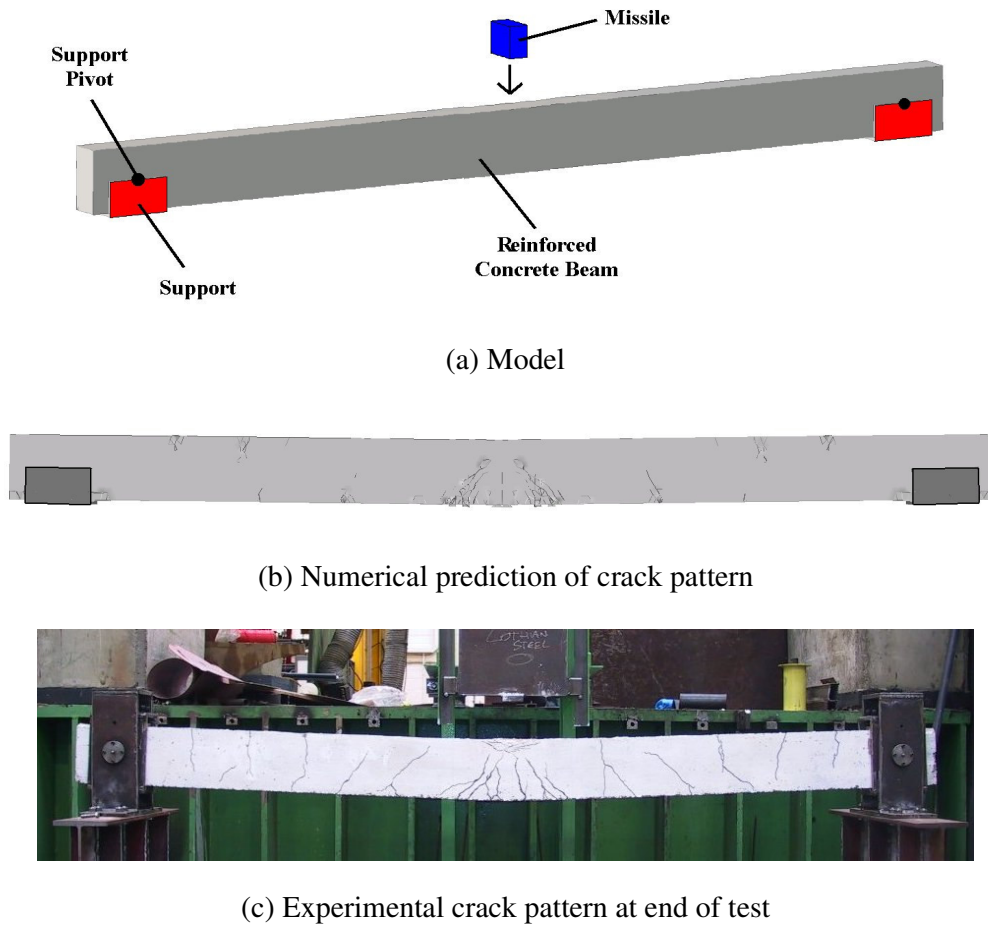 Missile
Support
Pivot
Reinforced
Concrete Beam
Support
(a) Model
(b) Numerical prediction of crack pattern
STEEL
(c) Experimental crack pattern at end of test